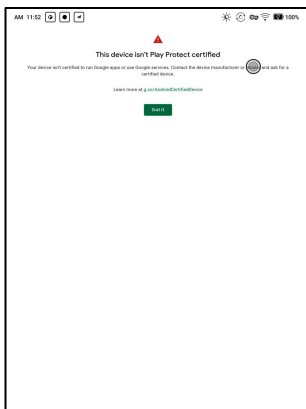 AM 11:52
100%
This device isn't Play Protect certified
Your device isn't certified to run Google apps or use Google services. Contact the device manufacturer or and ask for a
certified device.
Learn more at g.co/AndroidCertifiedDevice
Got it